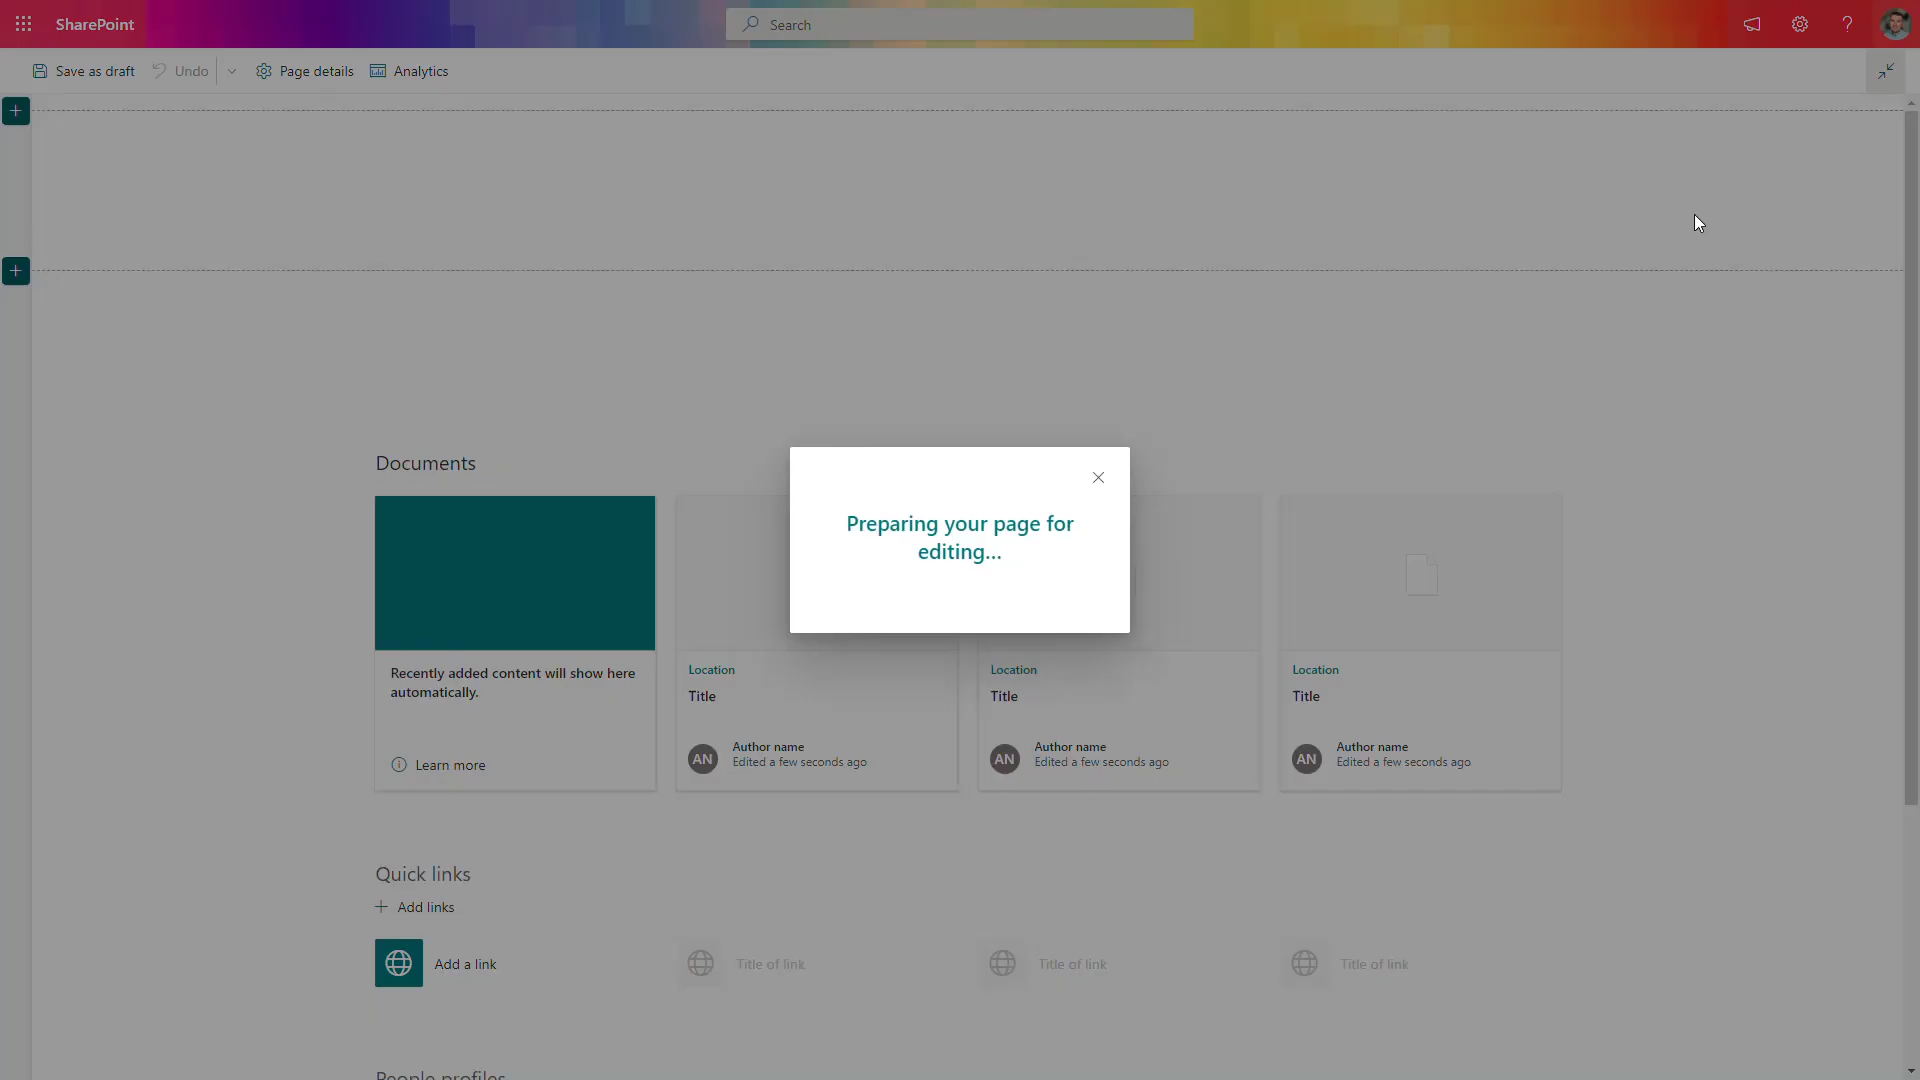 SharePoint
Search
Save as draft
Undo
Page details
Analytics
Documents
Preparing your page for
editing...
Recently added content will show here
automatically.
Learn more
Location
Title
AN
Author name
Edited a few seconds ago
Location
Title
AN
Author name
Edited a few seconds ago
Location
Title
AN
Author name
Edited a few seconds ago
Quick links
Add links
Add a link
Title of link
Title of link
Title of link
People profiles